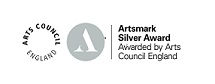 ARTS COUNCIL
ENGLAND
A
Artsmark
Silver Award
Awarded by Arts
Council England